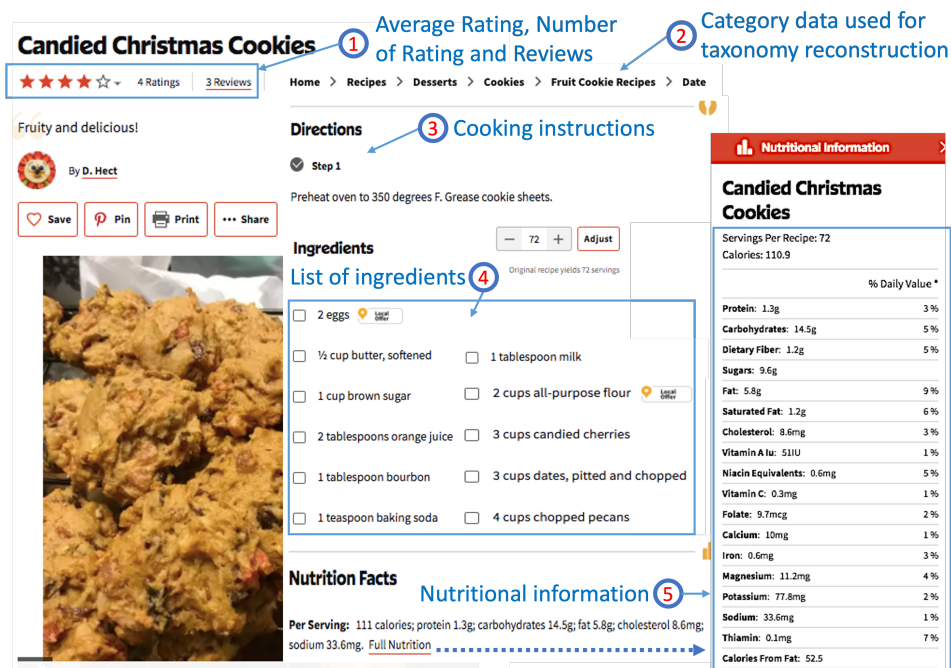 Candied Christmas Cookies
1
Average Rating, Number
of Rating and Reviews
2
Category data used for
taxonomy reconstruction
4 Ratings
3 Reviews
Home > Recipes > Desserts > Cookies > Fruit Cookie Recipes > Date
Fruity and delicious!
By D. Hect
Save
Pin
Print
Share
Directions
3
Cooking instructions
Step 1
Preheat oven to 350 degrees F. Grease cookie sheets.
Ingredients
− 72 +
Adjust
Original recipe yields 72 servings
List of ingredients
4
2 eggs
Local
Offer
½ cup butter, softened
1 cup brown sugar
2 tablespoons orange juice
1 tablespoon bourbon
1 teaspoon baking soda
1 tablespoon milk
2 cups all-purpose flour
Local
Offer
3 cups candied cherries
3 cups dates, pitted and chopped
4 cups chopped pecans
Nutrition Facts
Nutritional information
5
Per Serving: 111 calories; protein 1.3g; carbohydrates 14.5g; fat 5.8g; cholesterol 8.6mg;
sodium 33.6mg. Full Nutrition
Nutritional Information
Candied Christmas
Cookies
Servings Per Recipe: 72
Calories: 110.9
% Daily Value *
Protein: 1.3g 3 %
Carbohydrates: 14.5g 5 %
Dietary Fiber: 1.2g 5 %
Sugars: 9.6g
Fat: 5.8g 9 %
Saturated Fat: 1.2g 6 %
Cholesterol: 8.6mg 3 %
Vitamin A Iu: 51IU 1 %
Niacin Equivalents: 0.6mg 5 %
Vitamin C: 0.3mg 1 %
Folate: 9.7mcg 2 %
Calcium: 10mg 1 %
Iron: 0.6mg 3 %
Magnesium: 11.2mg 4 %
Potassium: 77.8mg 2 %
Sodium: 33.6mg 1 %
Thiamin: 0.1mg 7 %
Calories From Fat: 52.5